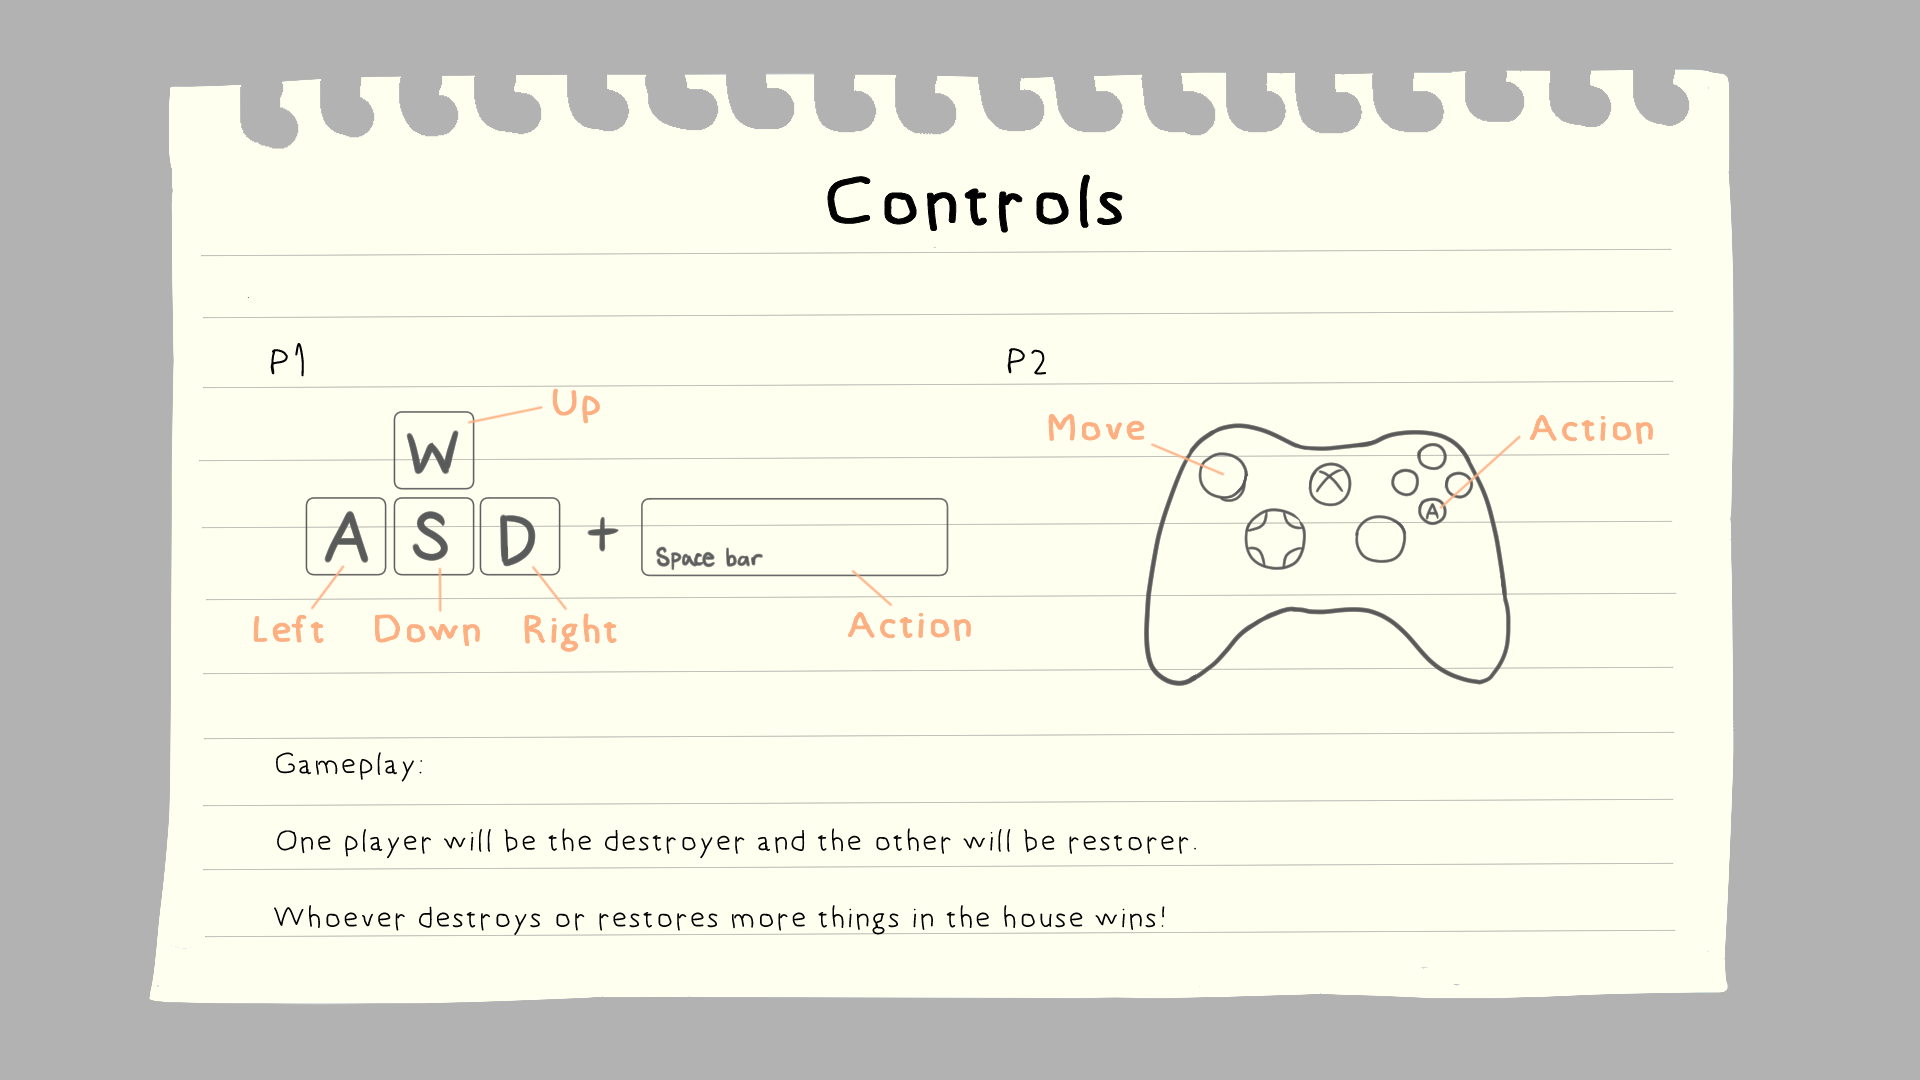 Controls
P1
P2
Up
Move
Action
W
A S D + Space bar
A
Left Down Right
Action
Gameplay:
One player will be the destroyer and the other will be restorer.
Whoever destroys or restores more things in the house wins!